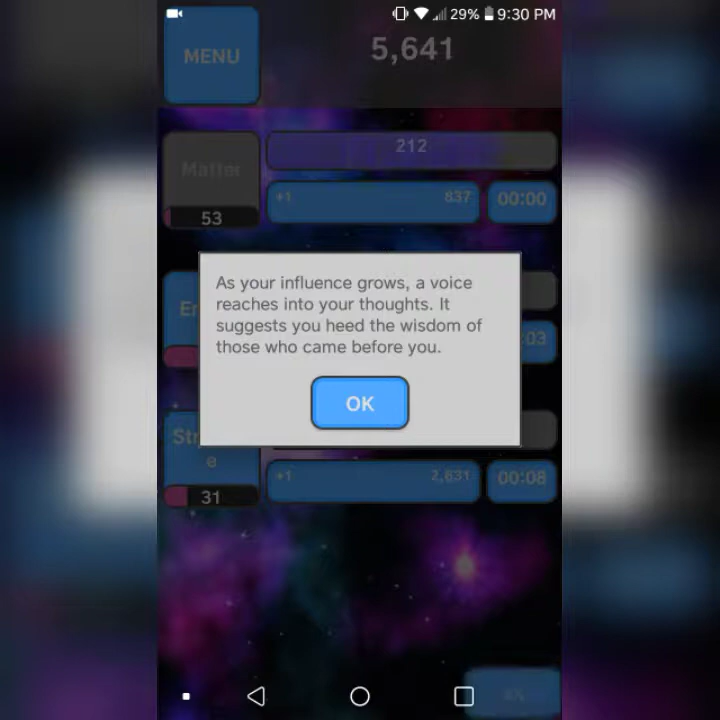 29% 9:30 PM
MENU
5,641
Matter
212
53
+1 837 00:00
As your influence grows, a voice
reaches into your thoughts. It
suggests you heed the wisdom of
those who came before you.
OK
+1 2,631 00:08
31